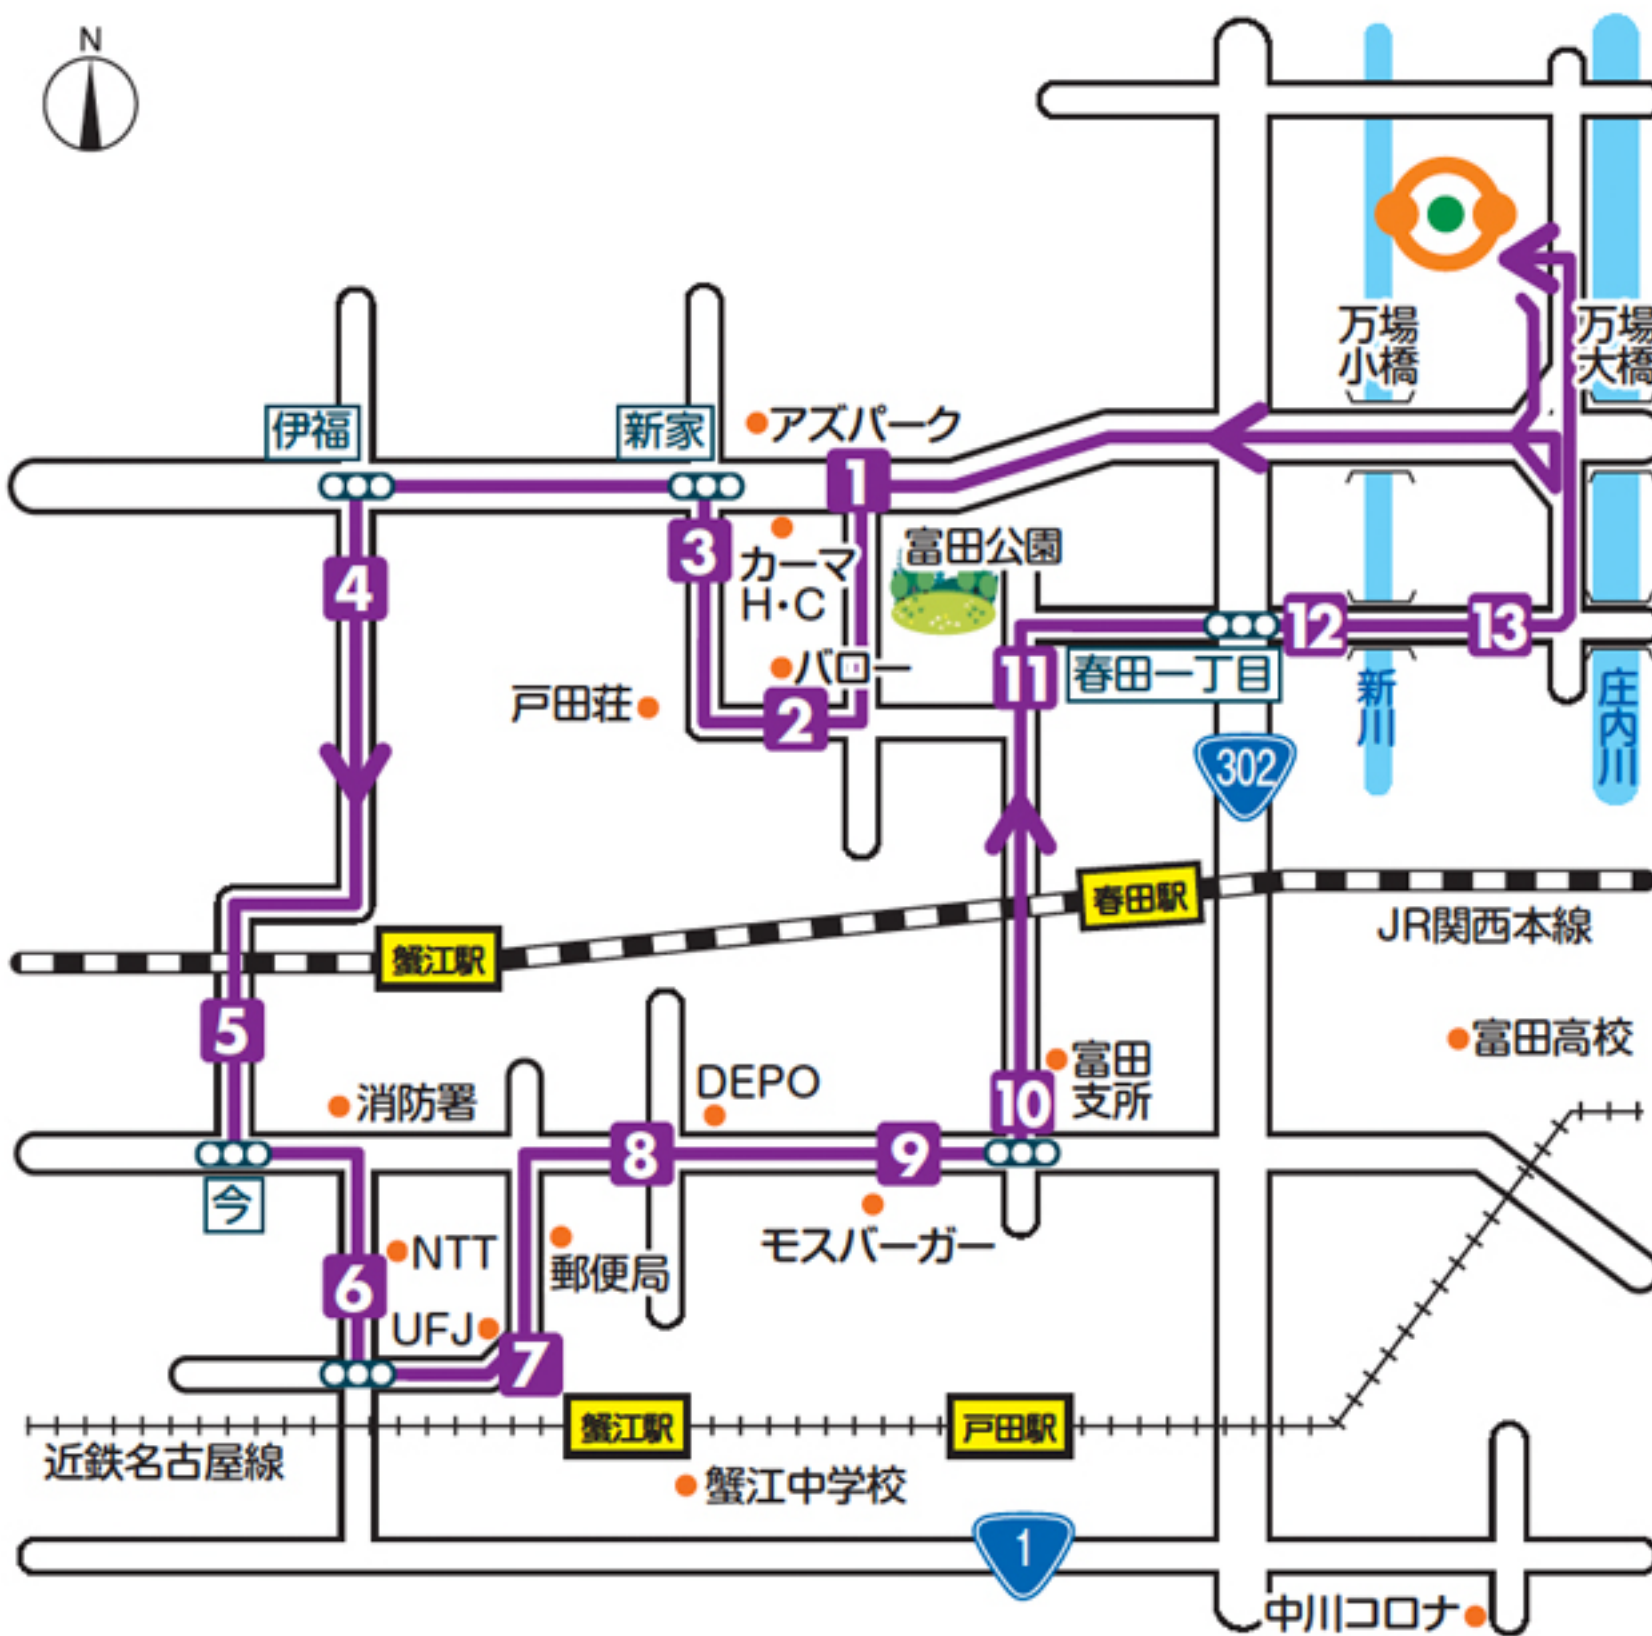 N
万場
小橋
万場
大橋
伊福
新家
アズパーク
1
3
カーマ
H・C
富田公園
4
12
13
バロー
11
春田一丁目
戸田荘
2
新川
庄内川
302
春田駅
JR関西本線
蟹江駅
5
富田高校
富田
支所
DEPO
消防署
10
8
9
今
モスバーガー
NTT
郵便局
6
UFJ
7
蟹江駅
戸田駅
近鉄名古屋線
蟹江中学校
1
中川コロナ